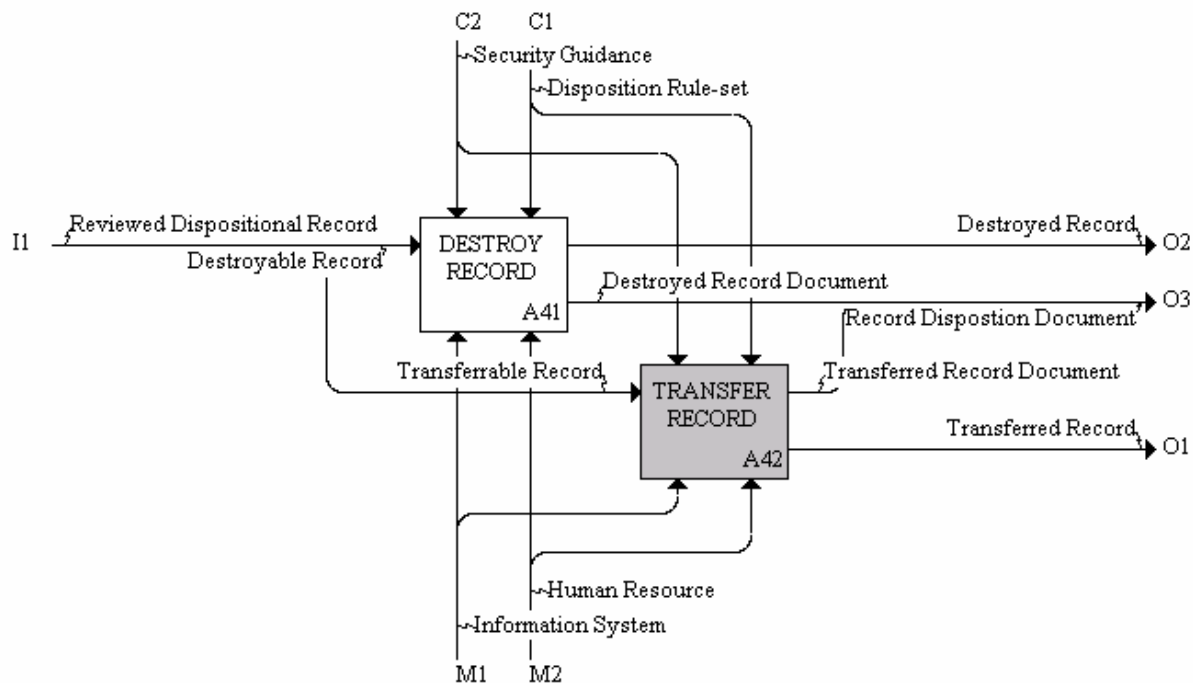 C2
C1
Security Guidance
Disposition Rule-set
I1
Reviewed Dispositional Record
Destroyable Record
DESTROY
RECORD
A41
Destroyed Record
O2
Destroyed Record Document
O3
Record Dispostion Document
Transferrable Record
TRANSFER
RECORD
A42
Transferred Record Document
Transferred Record
O1
Human Resource
Information System
M1
M2